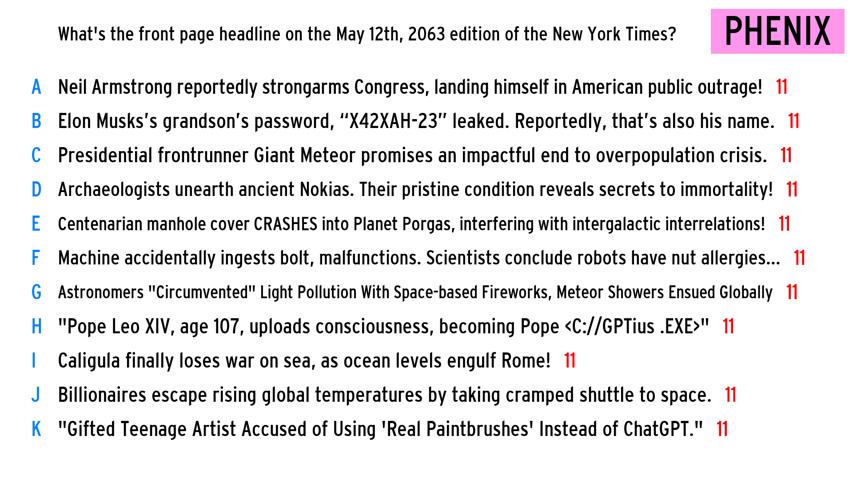 What's the front page headline on the May 12th, 2063 edition of the New York Times?
PHENIX
A Neil Armstrong reportedly strongarms Congress, landing himself in American public outrage! 11
B Elon Musks's grandson's password, “X42XAH-23” leaked. Reportedly, that's also his name. 11
C Presidential frontrunner Giant Meteor promises an impactful end to overpopulation crisis. 11
D Archaeologists unearth ancient Nokias. Their pristine condition reveals secrets to immortality! 11
E Centenarian manhole cover CRASHES into Planet Porgas, interfering with intergalactic interrelations! 11
F Machine accidentally ingests bolt, malfunctions. Scientists conclude robots have nut allergies... 11
G Astronomers "Circumvented" Light Pollution With Space-based Fireworks, Meteor Showers Ensued Globally 11
H "Pope Leo XIV, age 107, uploads consciousness, becoming Pope <C://GPTius .EXE>" 11
I Caligula finally loses war on sea, as ocean levels engulf Rome! 11
J Billionaires escape rising global temperatures by taking cramped shuttle to space. 11
K "Gifted Teenage Artist Accused of Using 'Real Paintbrushes' Instead of ChatGPT." 11